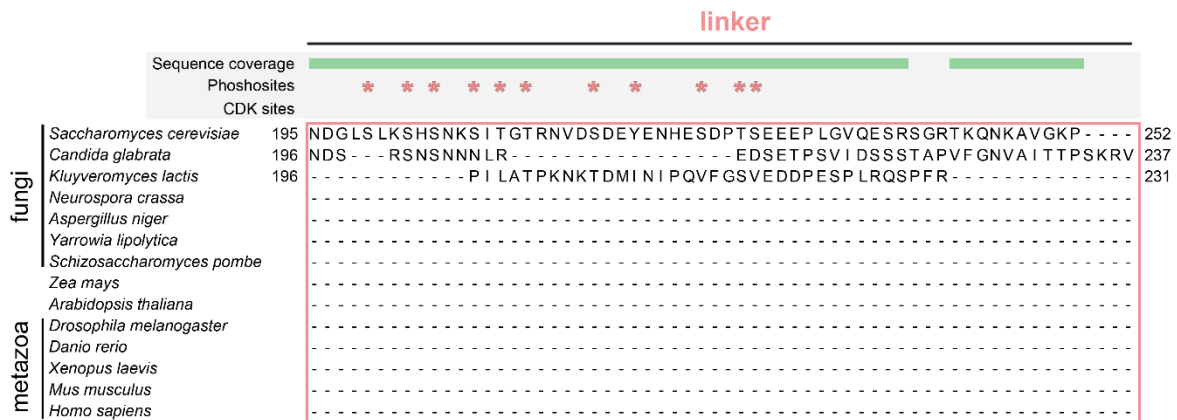 linker
Sequence coverage
Phoshosites * * * * * * * * * * *
CDK sites
fungi
Saccharomyces cerevisiae 195 NDGLSLKSHSNKSITGTRNVDSDEYENHESDPTSEEEPLGVQESRSGRTKQNKAVGKP---- 252
Candida glabrata 196 NDS---RSNSNNNLR-----------------EDSETPSVIDSSSTAPVFGNVAITTPSKRV 237
Kluyveromyces lactis 196 ------------PILATPKNKTDMINIPQVFGSVEDDPESPLRQSPFR-------------- 231
Neurospora crassa --------------------------------------------------------------
Aspergillus niger --------------------------------------------------------------
Yarrowia lipolytica --------------------------------------------------------------
Schizosaccharomyces pombe --------------------------------------------------------------
Zea mays --------------------------------------------------------------
Arabidopsis thaliana --------------------------------------------------------------
metazoa
Drosophila melanogaster --------------------------------------------------------------
Danio rerio --------------------------------------------------------------
Xenopus laevis --------------------------------------------------------------
Mus musculus --------------------------------------------------------------
Homo sapiens --------------------------------------------------------------